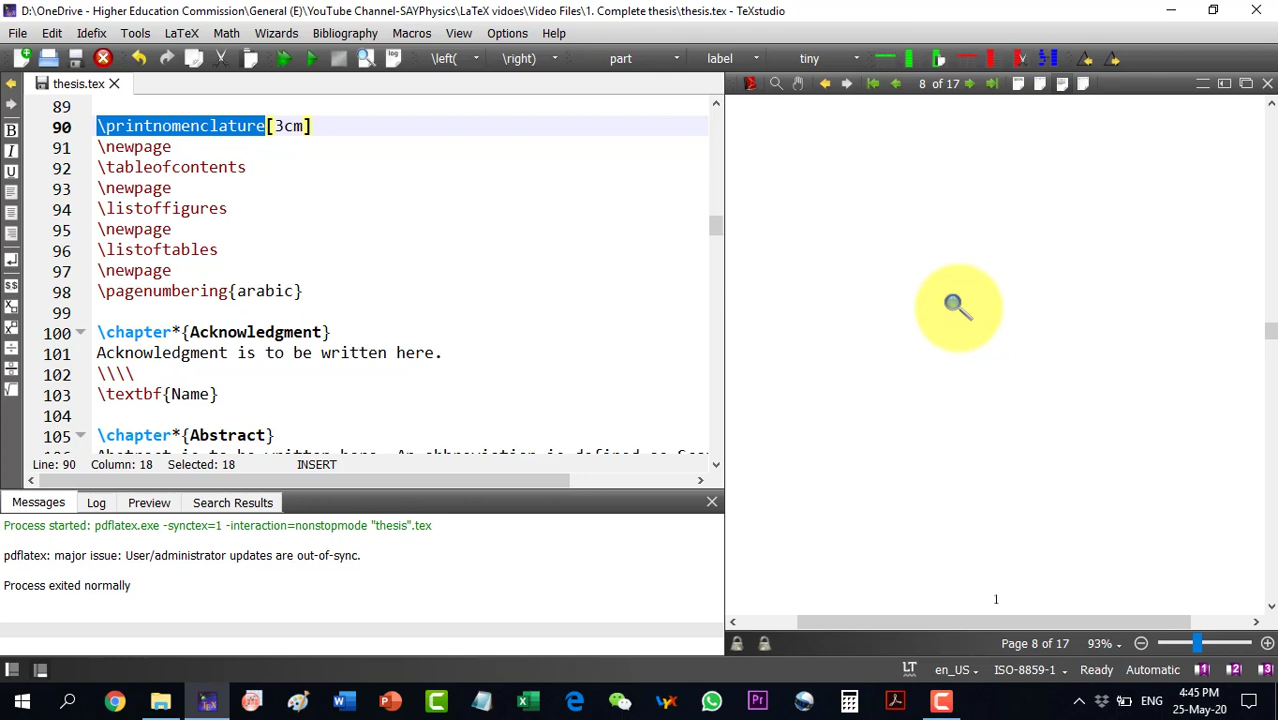 D:\OneDrive - Higher Education Commission\General (E)\YouTube Channel-SAYPhysics\LaTeX vidoes\Video Files\1. Complete thesis\thesis.tex - TeXstudio
File Edit Idefix Tools LaTeX Math Wizards Bibliography Macros View Options Help
\left( \right) part label tiny
thesis.tex
8 of 17
89
90 \printnomenclature[3cm]
91 \newpage
92 \tableofcontents
93 \newpage
94 \listoffigures
95 \newpage
96 \listoftables
97 \newpage
98 \pagenumbering{arabic}
99
100 \chapter*{Acknowledgment}
101 Acknowledgment is to be written here.
102 \\\\
103 \textbf{Name}
104
105 \chapter*{Abstract}
Line: 90 Column: 18 Selected: 18 INSERT
Messages Log Preview Search Results
Process started: pdflatex.exe -synctex=1 -interaction=nonstopmode "thesis".tex
pdflatex: major issue: User/administrator updates are out-of-sync.
Process exited normally
1
Page 8 of 17 93%
LT en_US ISO-8859-1 Ready Automatic 1 2 3
ENG
4:45 PM
25-May-20